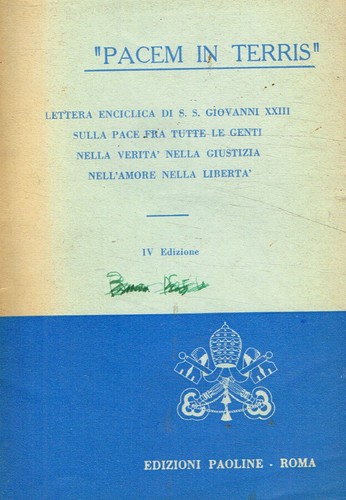 "PACEM IN TERRIS"
LETTERA ENCICLICA DI S. S. GIOVANNI XXIII
SULLA PACE FRA TUTTE LE GENTI
NELLA VERITA' NELLA GIUSTIZIA
NELL'AMORE NELLA LIBERTA'
IV Edizione
EDIZIONI PAOLINE - ROMA